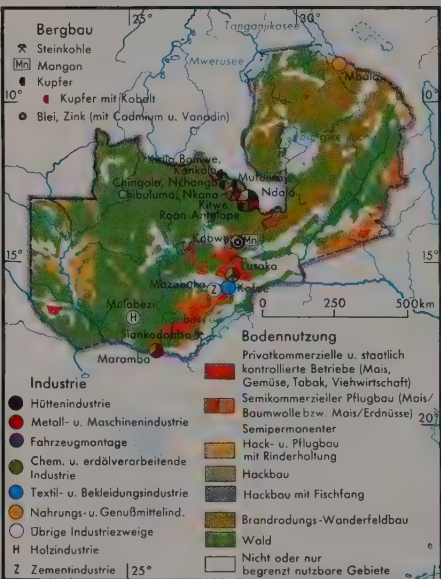 25°
30°
Bergbau
Steinkohle
Mn Mangan
Kupfer
Kupfer mit Kobalt
Blei, Zink (mit Cadmium u. Vanadin)
Tanganjikasee
Mwerusee
Mbala
10°
10°
Mufulira
Chingola, Nchanga
Chibuluma, Nkana
Ndola
Kitwe
Roan Antelope
Kabwe
Mn
15°
15°
Lusaka
Mazabuka
Z
Kafue
Mulobezi
H
Siankodobbo
Maramba
0 250 500km
Bodennutzung
Privatkommerzielle u. staatlich
kontrollierte Betriebe (Mais,
Gemüse, Tabak, Viehwirtschaft)
Semikommerzieller Pflugbau (Mais/
Baumwolle bzw. Mais/Erdnüsse)
Semipermanenter
Hack- u. Pflugbau
mit Rinderhaltung
Hackbau
Hackbau mit Fischfang
Brandrodungs-Wanderfeldbau
Wald
Nicht oder nur
begrenzt nutzbare Gebiete
20°
Industrie
Hüttenindustrie
Metall- u. Maschinenindustrie
Fahrzeugmontage
Chem. u. erdölverarbeitende
Industrie
Textil- u. Bekleidungsindustrie
Nahrungs- u. Genußmittelind.
Übrige Industriezweige
H Holzindustrie
Z Zementindustrie
25°